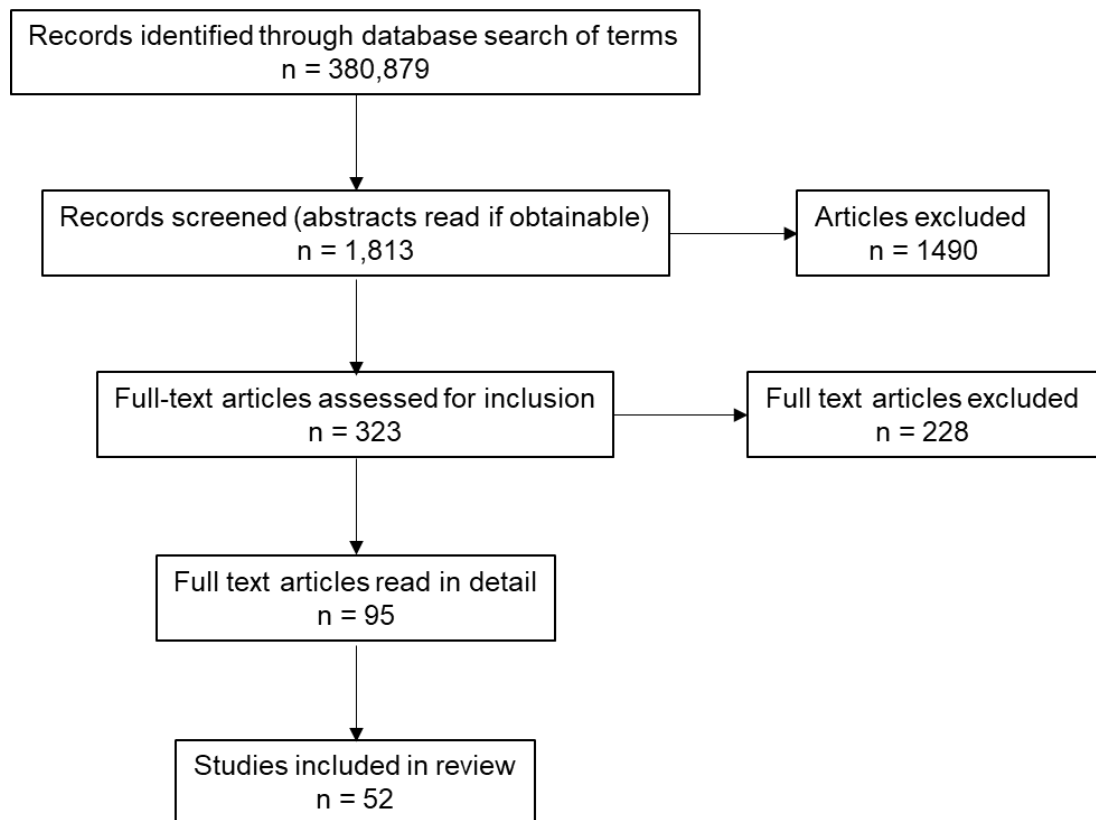 Records identified through database search of terms
n = 380,879
Records screened (abstracts read if obtainable)
n = 1,813
Articles excluded
n = 1490
Full-text articles assessed for inclusion
n = 323
Full text articles excluded
n = 228
Full text articles read in detail
n = 95
Studies included in review
n = 52